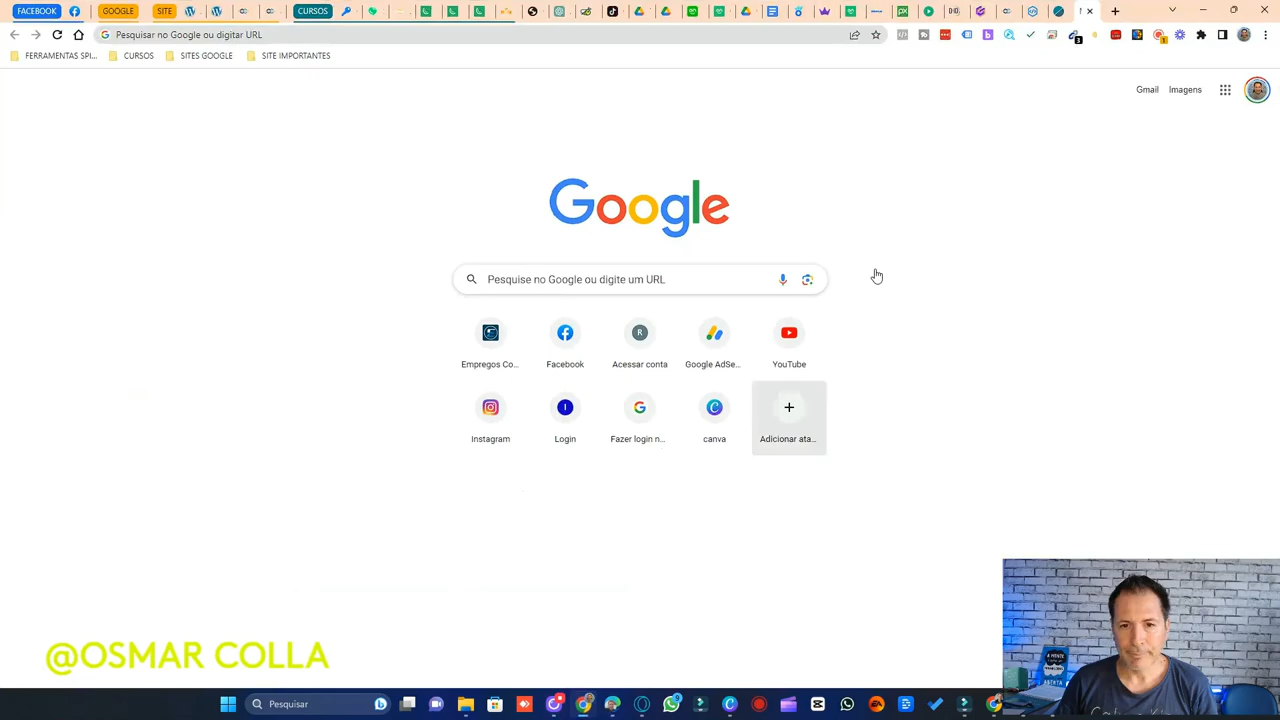 FACEBOOK
GOOGLE
SITE
CURSOS
Pesquisar no Google ou digitar URL
FERRAMENTAS SPI...
CURSOS
SITES GOOGLE
SITE IMPORTANTES
Gmail
Imagens
Google
Pesquise no Google ou digite um URL
Empregos Co...
Facebook
R
Acessar conta
Google AdSe...
YouTube
Instagram
I
Login
Fazer login n...
canva
Adicionar ata...
@OSMAR COLLA
Pesquisar